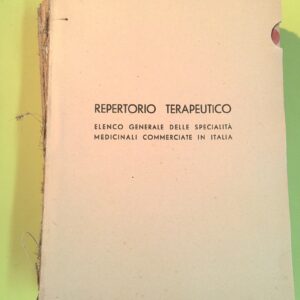 REPERTORIO TERAPEUTICO
ELENCO GENERALE DELLE SPECIALITÀ
MEDICINALI COMMERCIATE IN ITALIA